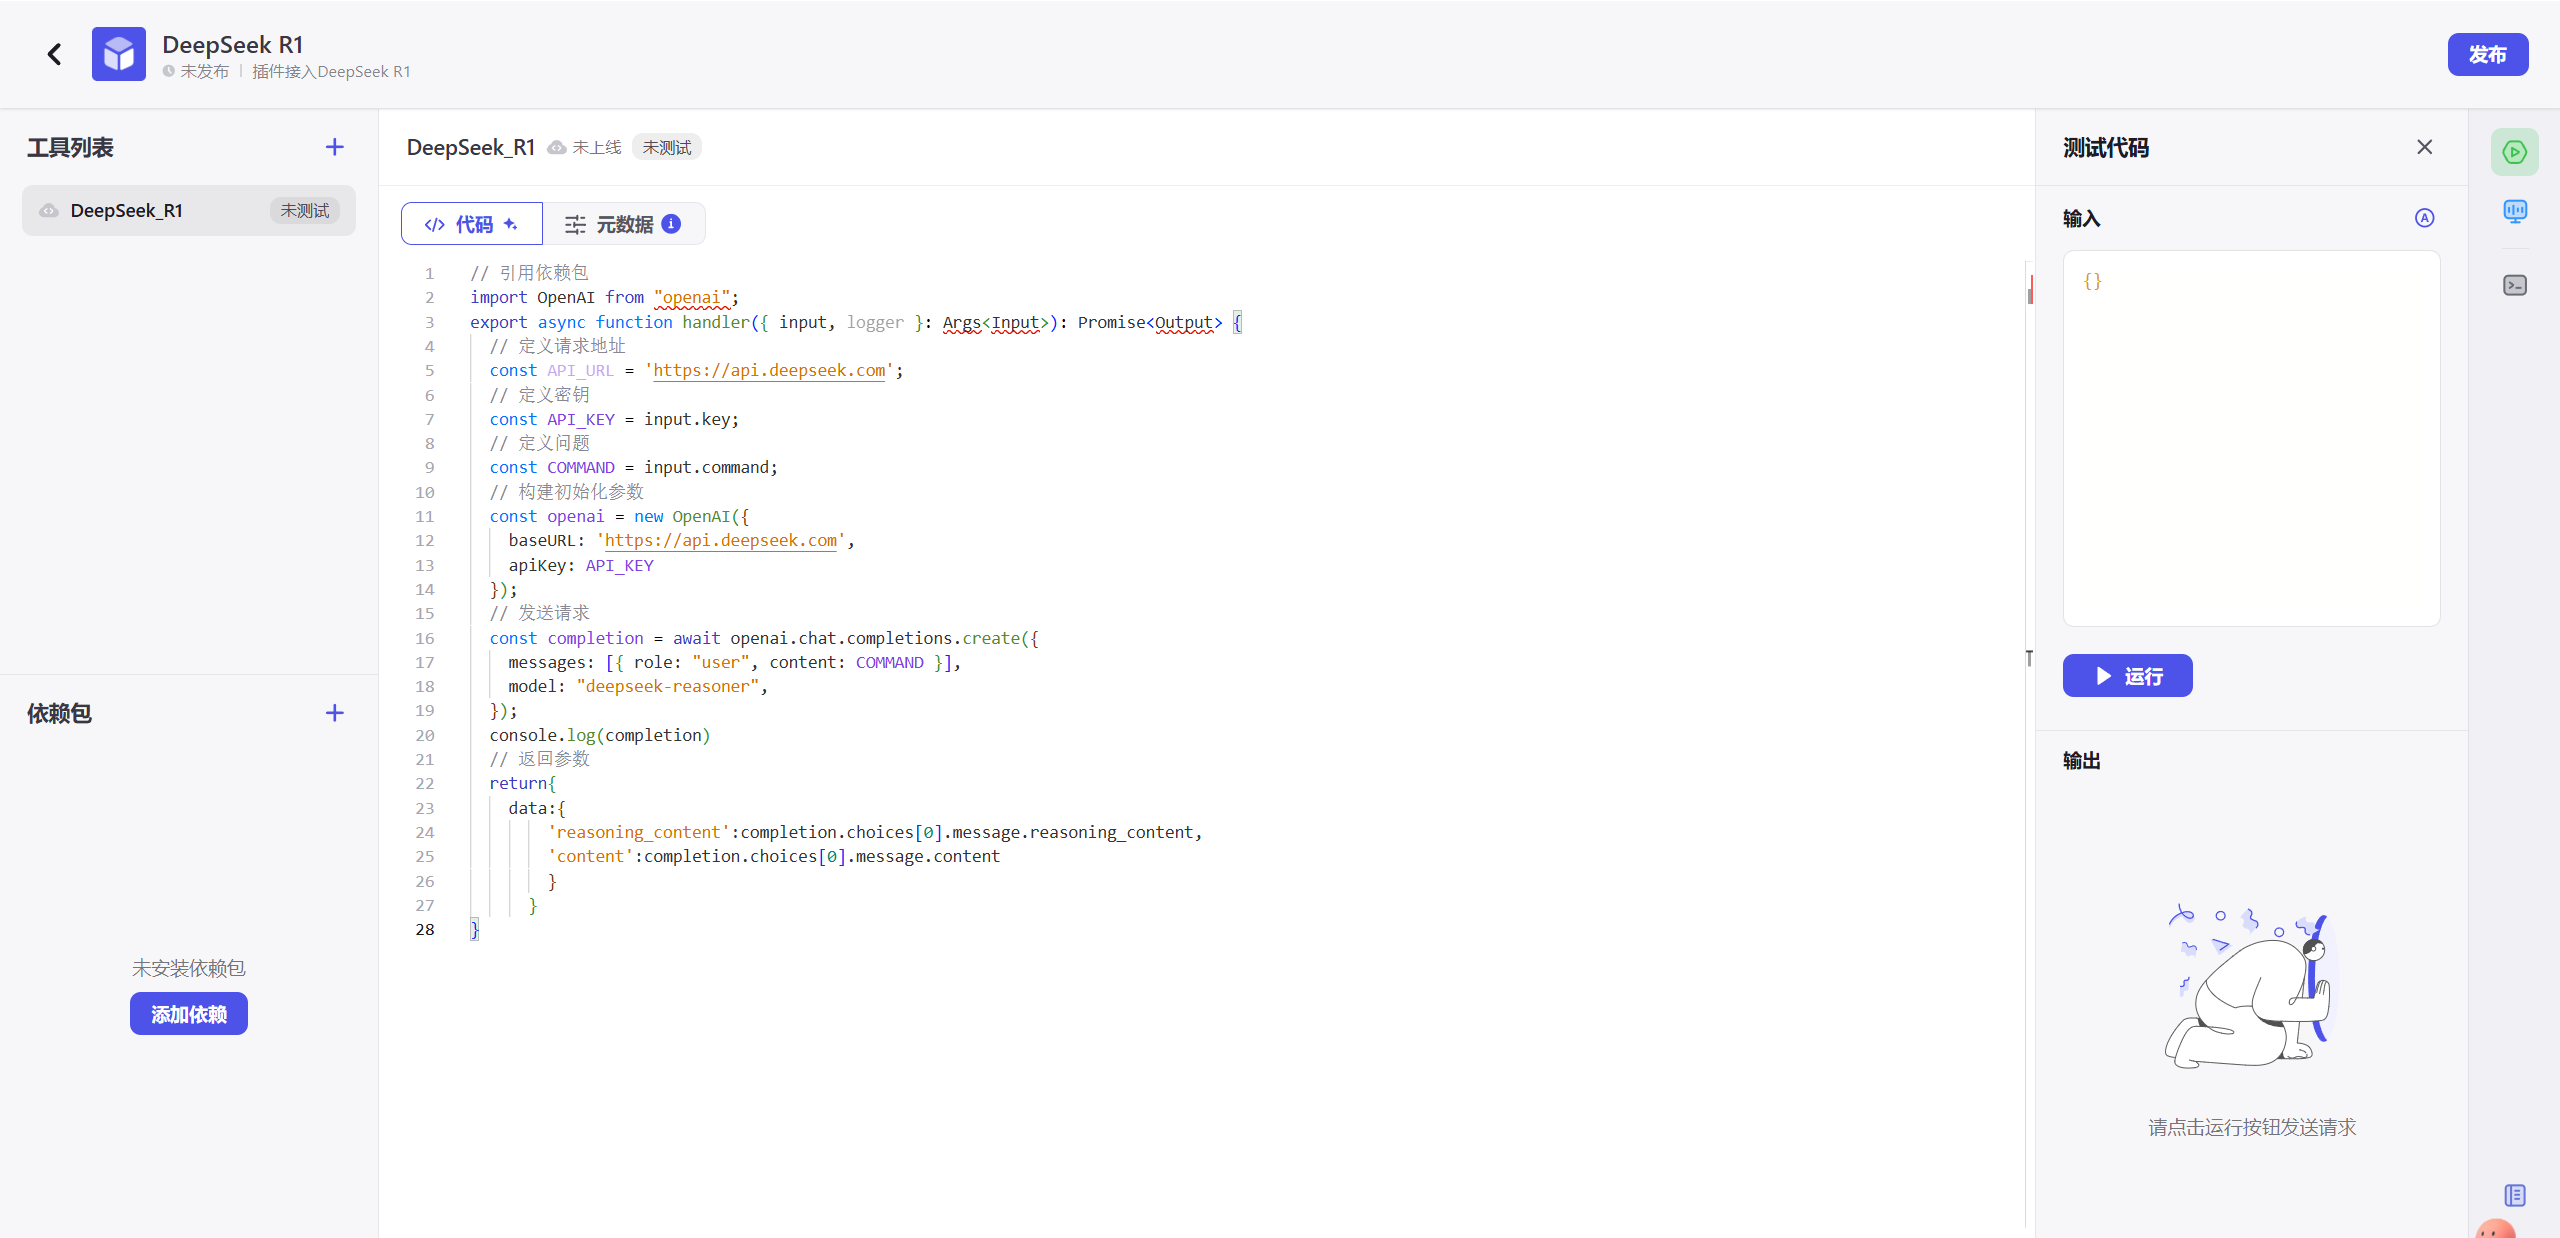 DeepSeek R1
未发布 | 插件接入DeepSeek R1
发布
工具列表
DeepSeek_R1 未测试
依赖包
未安装依赖包
添加依赖
DeepSeek_R1 未上线 未测试
代码 元数据
1 // 引用依赖包
2 import OpenAI from "openai";
3 export async function handler({ input, logger }: Args<Input>): Promise<Output> {
4 // 定义请求地址
5 const API_URL = 'https://api.deepseek.com';
6 // 定义密钥
7 const API_KEY = input.key;
8 // 定义问题
9 const COMMAND = input.command;
10 // 构建初始化参数
11 const openai = new OpenAI({
12 baseURL: 'https://api.deepseek.com',
13 apiKey: API_KEY
14 });
15 // 发送请求
16 const completion = await openai.chat.completions.create({
17 messages: [{ role: "user", content: COMMAND }],
18 model: "deepseek-reasoner",
19 });
20 console.log(completion)
21 // 返回参数
22 return{
23 data:{
24 'reasoning_content':completion.choices[0].message.reasoning_content,
25 'content':completion.choices[0].message.content
26 }
27 }
28 }
测试代码
输入
{}
运行
输出
请点击运行按钮发送请求